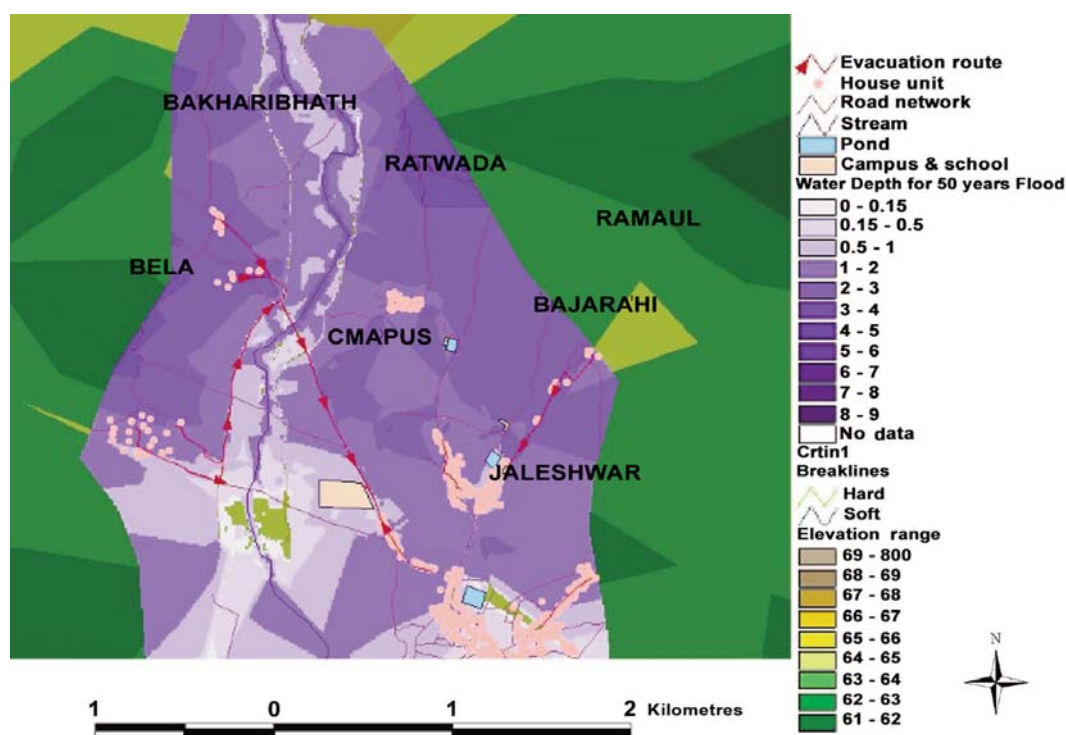 BAKHARIBHATH
RATWADA
RAMAUL
BELA
BAJARAHI
CMAPUS
JALESHWAR
Evacuation route
House unit
Road network
Stream
Pond
Campus & school
Water Depth for 50 years Flood
0 - 0.15
0.15 - 0.5
0.5 - 1
1 - 2
2 - 3
3 - 4
4 - 5
5 - 6
6 - 7
7 - 8
8 - 9
No data
Crtin1
Breaklines
Hard
Soft
Elevation range
69 - 800
68 - 69
67 - 68
66 - 67
65 - 66
64 - 65
63 - 64
62 - 63
61 - 62
N
1 0 1 2 Kilometres